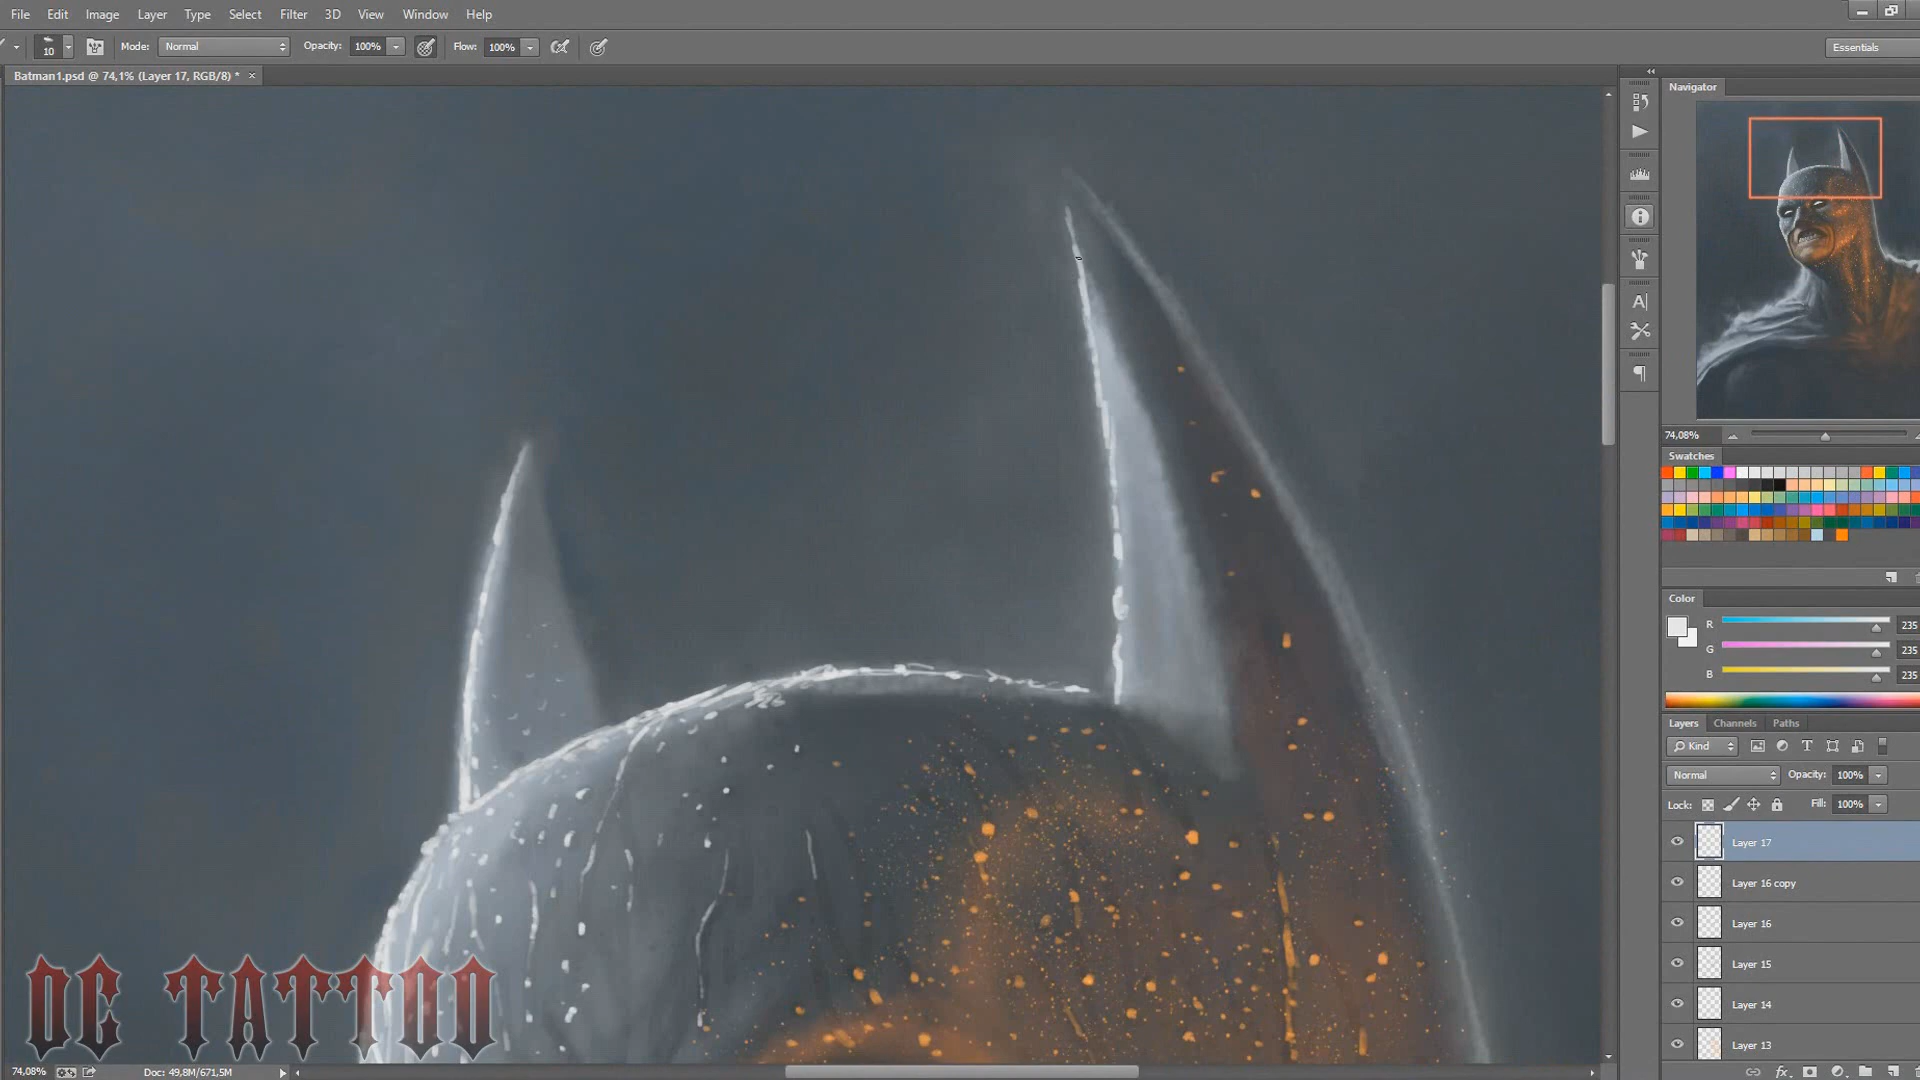 File Edit Image Layer Type Select Filter 3D View Window Help
10 Mode: Normal Opacity: 100% Flow: 100% Essentials
Batman1.psd @ 74,1% (Layer 17, RGB/8) * ×
Navigator
74,08%
Swatches
Color
R 235
G 235
B 235
Layers Channels Paths
Kind
Normal Opacity: 100%
Lock: Fill: 100%
Layer 17
Layer 16 copy
Layer 16
Layer 15
Layer 14
Layer 13
DE TATTOO
74,08% Doc: 49,8M/671,5M